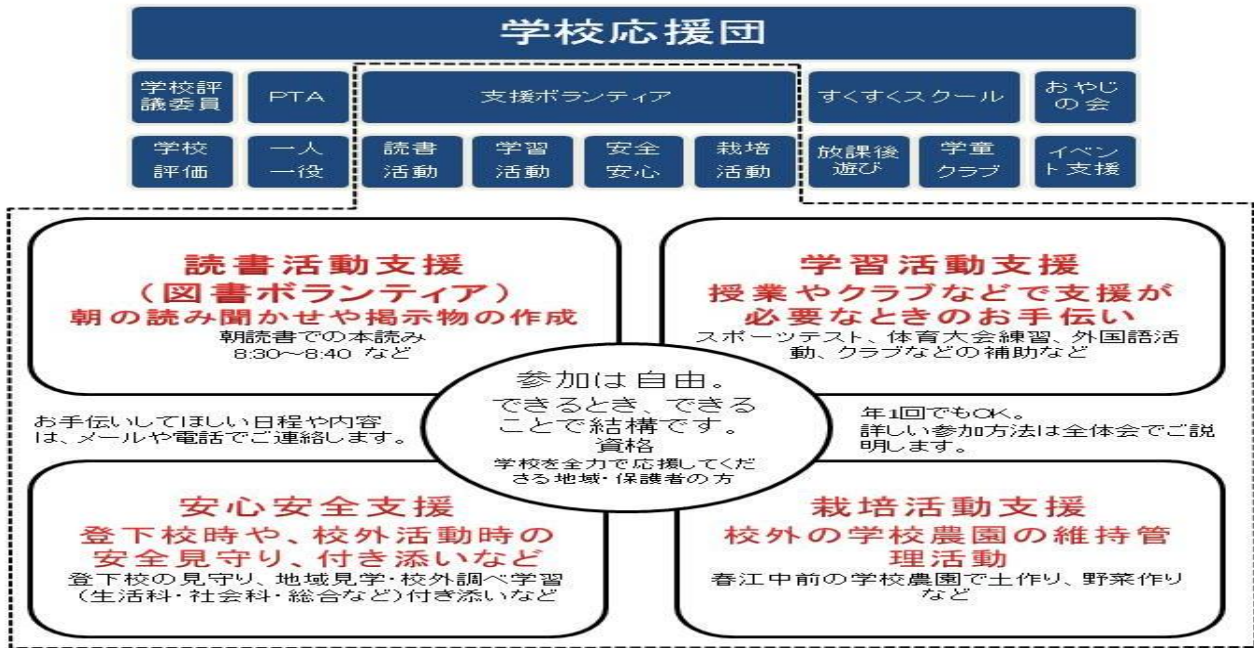 学校応援団
学校評
議委員
PTA
支援ボランティア
すくすくスクール
おやじ
の会
学校
評価
一人
一役
読書
活動
学習
活動
安全
安心
栽培
活動
放課後
遊び
学童
クラブ
イベン
ト支援
読書活動支援
(図書ボランティア)
朝の読み聞かせや掲示物の作成
朝読書での本読み
8:30～8:40 など
学習活動支援
授業やクラブなどで支援が
必要なときのお手伝い
スポーツテスト、体育大会練習、外国語活
動、クラブなどの補助など
お手伝いしてほしい日程や内容
は、メールや電話でご連絡します。
参加は自由。
できるとき、できる
ことで結構です。
資格
学校を全力で応援してくだ
さる地域・保護者の方
年1回でもOK。
詳しい参加方法は全体会でご説
明します。
安心安全支援
登下校時や、校外活動時の
安全見守り、付き添いなど
登下校の見守り、地域見学・校外調べ学習
(生活科・社会科・総合など)付き添いなど
栽培活動支援
校外の学校農園の維持管
理活動
春江中前の学校農園で土作り、野菜作り
など